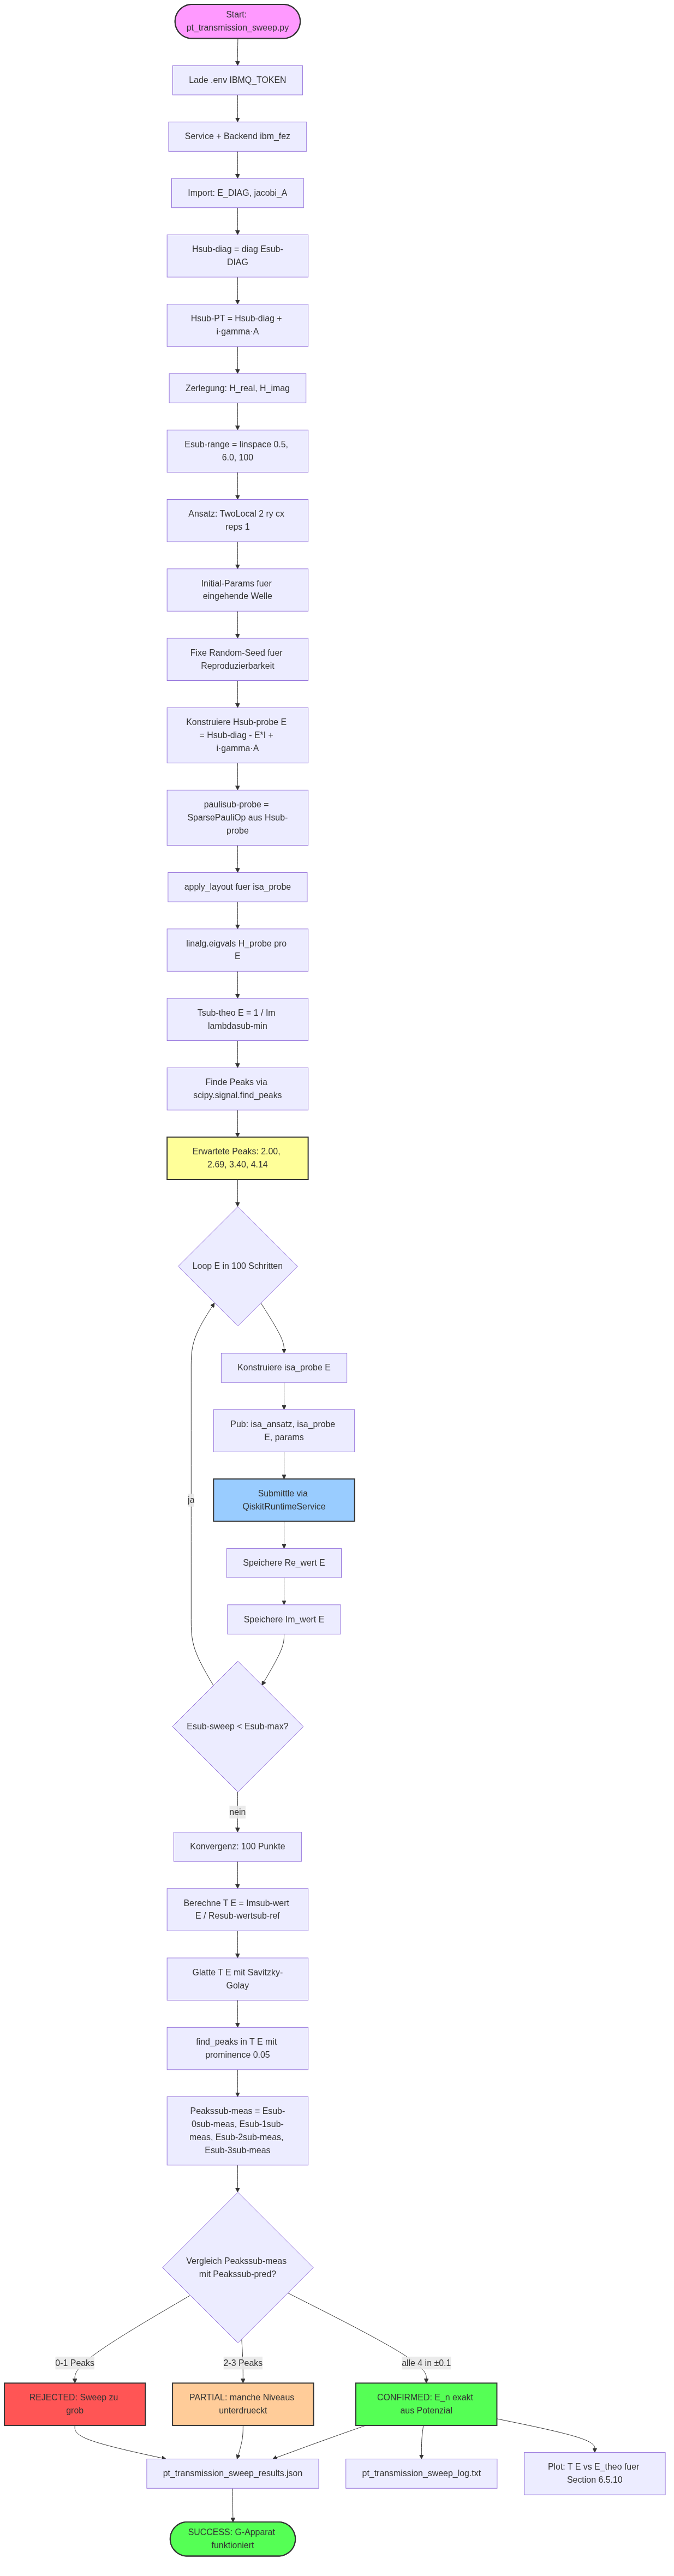 Start:
pt_transmission_sweep.py
Lade .env IBMQ_TOKEN
Service + Backend ibm_fez
Import: E_DIAG, jacobi_A
Hsub-diag = diag Esub-
DIAG
Hsub-PT = Hsub-diag +
i·gamma·A
Zerlegung: H_real, H_imag
Esub-range = linspace 0.5,
6.0, 100
Ansatz: TwoLocal 2 ry cx
reps 1
Initial-Params fuer
eingehende Welle
Fixe Random-Seed fuer
Reproduzierbarkeit
Konstruiere Hsub-probe E
= Hsub-diag - E*I +
i·gamma·A
paulisub-probe =
SparsePauliOp aus Hsub-
probe
apply_layout fuer isa_probe
linalg.eigvals H_probe pro
E
Tsub-theo E = 1 / Im
lambdasub-min
Finde Peaks via
scipy.signal.find_peaks
Erwartete Peaks: 2.00,
2.69, 3.40, 4.14
Loop E in 100 Schritten
Konstruiere isa_probe E
Pub: isa_ansatz, isa_probe
E, params
Submittle via
QiskitRuntimeService
ja
Speichere Re_wert E
Speichere Im_wert E
Esub-sweep < Esub-max?
nein
Konvergenz: 100 Punkte
Berechne T E = Imsub-wert
E / Resub-wertsub-ref
Glatte T E mit Savitzky-
Golay
find_peaks in T E mit
prominence 0.05
Peakssub-meas = Esub-
0sub-meas, Esub-1sub-
meas, Esub-2sub-meas,
Esub-3sub-meas
Vergleich Peakssub-meas
mit Peakssub-pred?
0-1 Peaks
2-3 Peaks
alle 4 in ±0.1
REJECTED: Sweep zu
grob
PARTIAL: manche Niveaus
unterdrueckt
CONFIRMED: E_n exakt
aus Potenzial
pt_transmission_sweep_results.json
pt_transmission_sweep_log.txt
Plot: T E vs E_theo fuer
Section 6.5.10
SUCCESS: G-Apparat
funktioniert